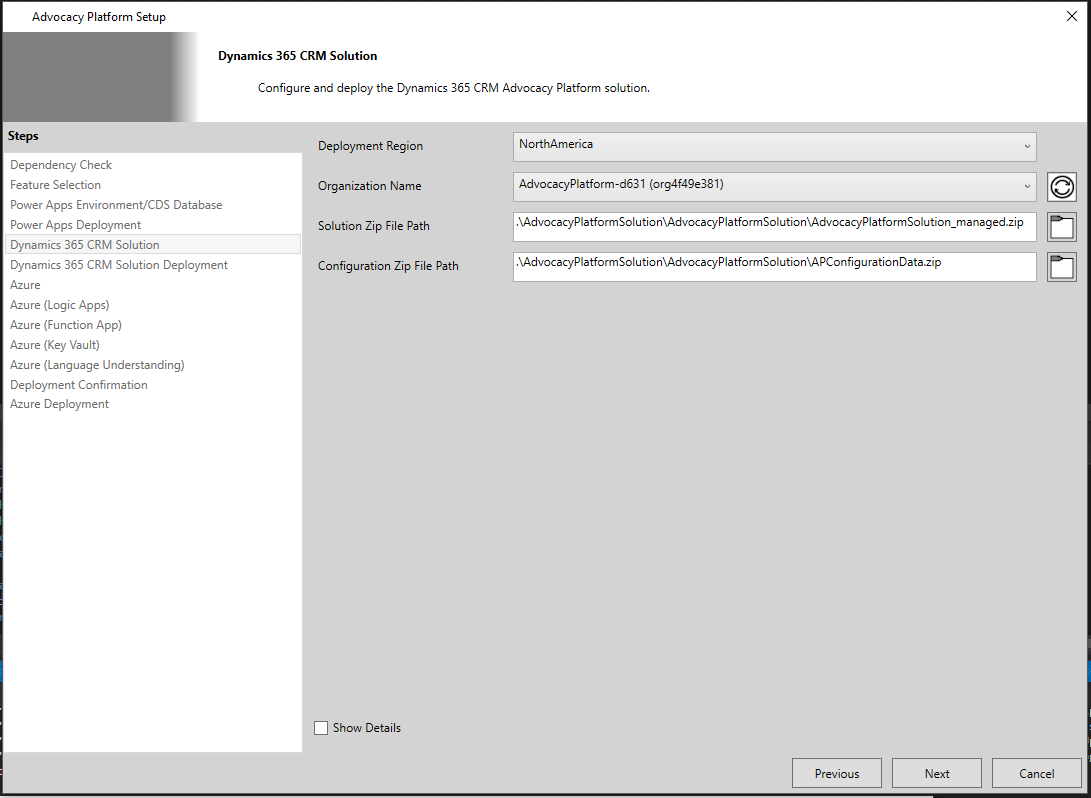 Advocacy Platform Setup
Dynamics 365 CRM Solution
Configure and deploy the Dynamics 365 CRM Advocacy Platform solution.
Steps
Dependency Check
Feature Selection
Power Apps Environment/CDS Database
Power Apps Deployment
Dynamics 365 CRM Solution
Dynamics 365 CRM Solution Deployment
Azure
Azure (Logic Apps)
Azure (Function App)
Azure (Key Vault)
Azure (Language Understanding)
Deployment Confirmation
Azure Deployment
Deployment Region NorthAmerica
Organization Name AdvocacyPlatform-d631 (org4f49e381)
Solution Zip File Path .\AdvocacyPlatformSolution\AdvocacyPlatformSolution\AdvocacyPlatformSolution_managed.zip
Configuration Zip File Path .\AdvocacyPlatformSolution\AdvocacyPlatformSolution\APConfigurationData.zip
Show Details
Previous Next Cancel